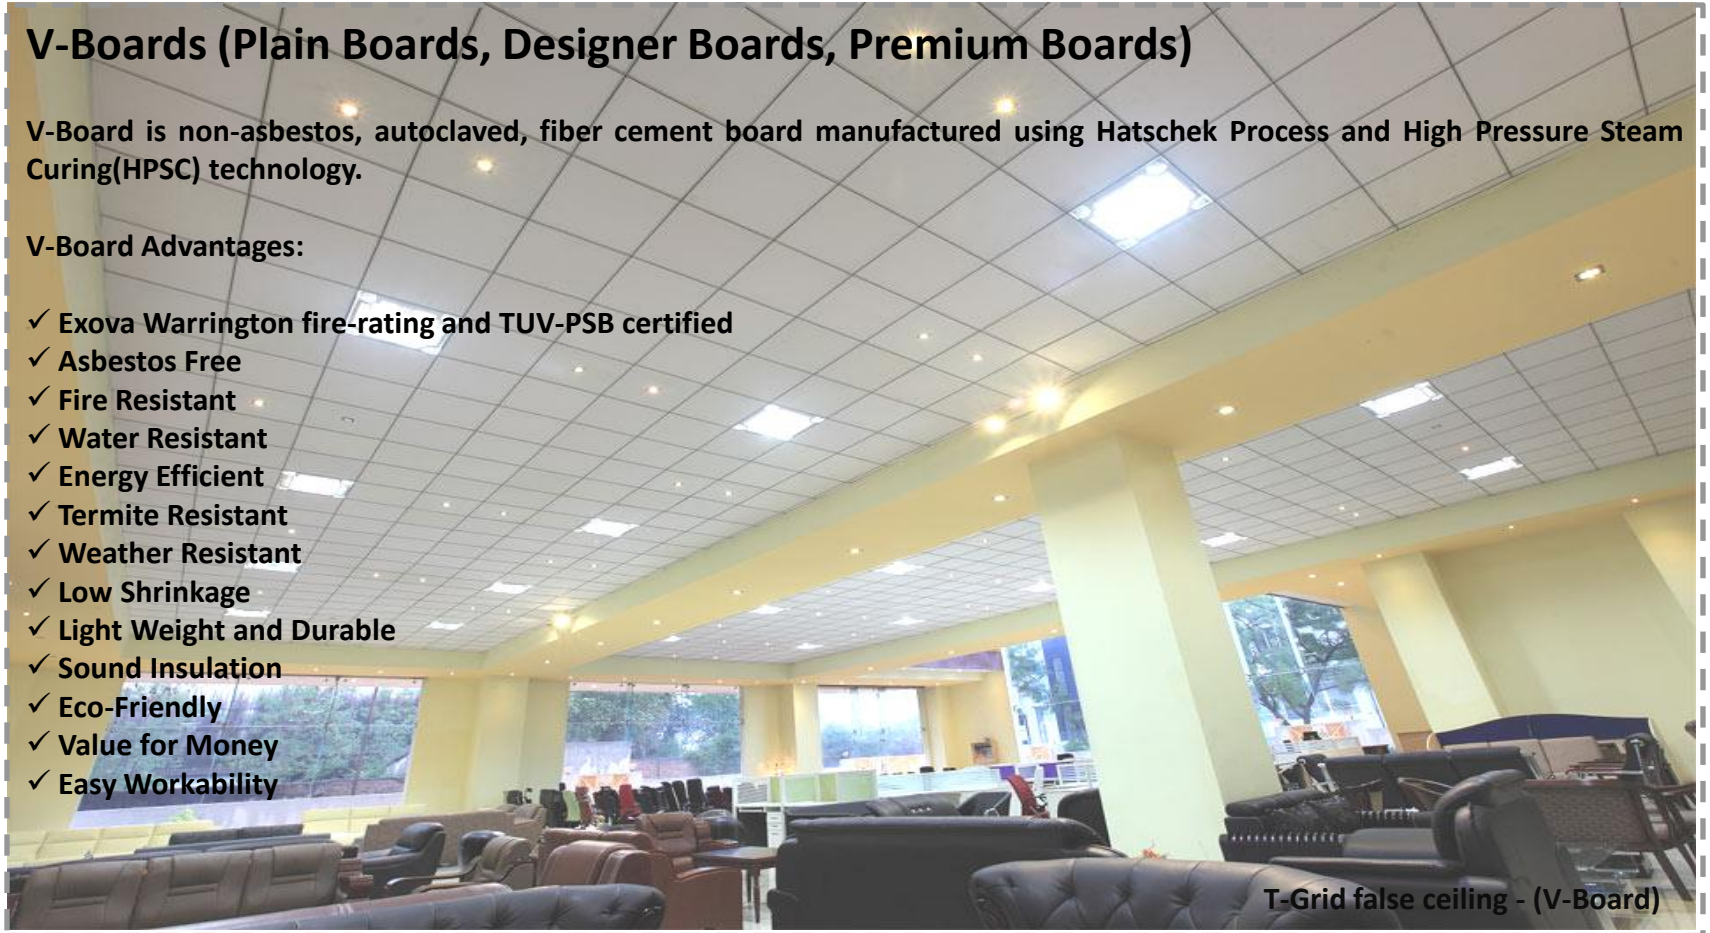 V-Boards (Plain Boards, Designer Boards, Premium Boards)
V-Board is non-asbestos, autoclaved, fiber cement board manufactured using Hatschek Process and High Pressure Steam
Curing(HPSC) technology.
V-Board Advantages:
✓ Exova Warrington fire-rating and TUV-PSB certified
✓ Asbestos Free
✓ Fire Resistant
✓ Water Resistant
✓ Energy Efficient
✓ Termite Resistant
✓ Weather Resistant
✓ Low Shrinkage
✓ Light Weight and Durable
✓ Sound Insulation
✓ Eco-Friendly
✓ Value for Money
✓ Easy Workability
T-Grid false ceiling - (V-Board)